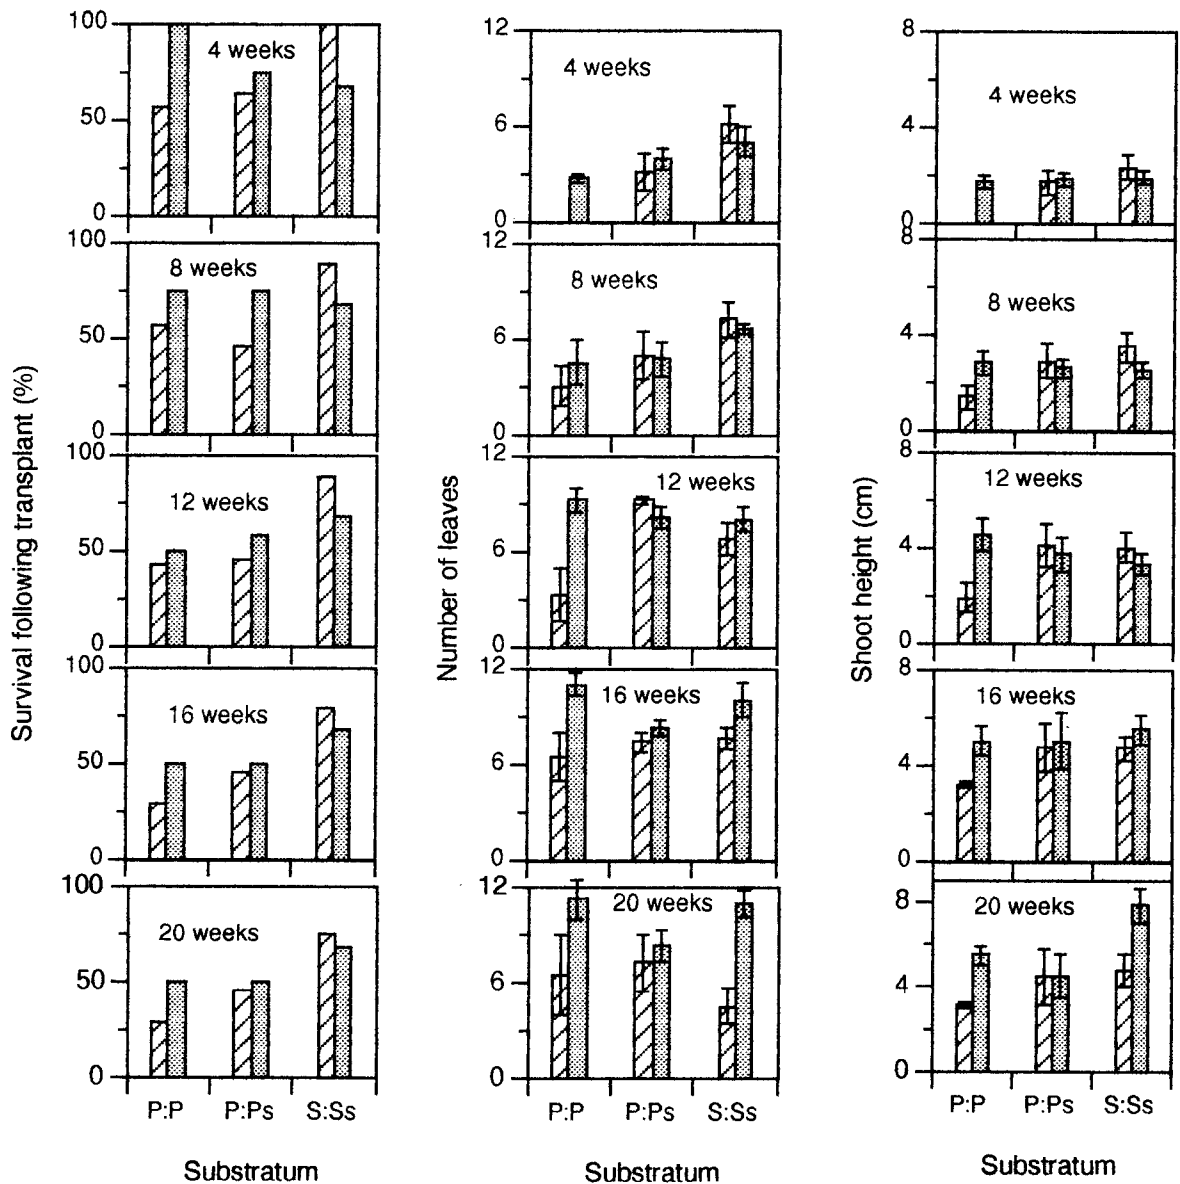 Survival following transplant (%)
100
50
0
4 weeks
100
50
0
8 weeks
100
50
0
12 weeks
100
50
0
16 weeks
100
50
0
20 weeks
P:P P:Ps S:Ss
Substratum
Number of leaves
12
6
0
4 weeks
12
6
0
8 weeks
12
6
0
12 weeks
12
6
0
16 weeks
12
6
0
20 weeks
P:P P:Ps S:Ss
Substratum
Shoot height (cm)
8
4
0
4 weeks
8
4
0
8 weeks
8
4
0
12 weeks
8
4
0
16 weeks
8
4
0
20 weeks
P:P P:Ps S:Ss
Substratum